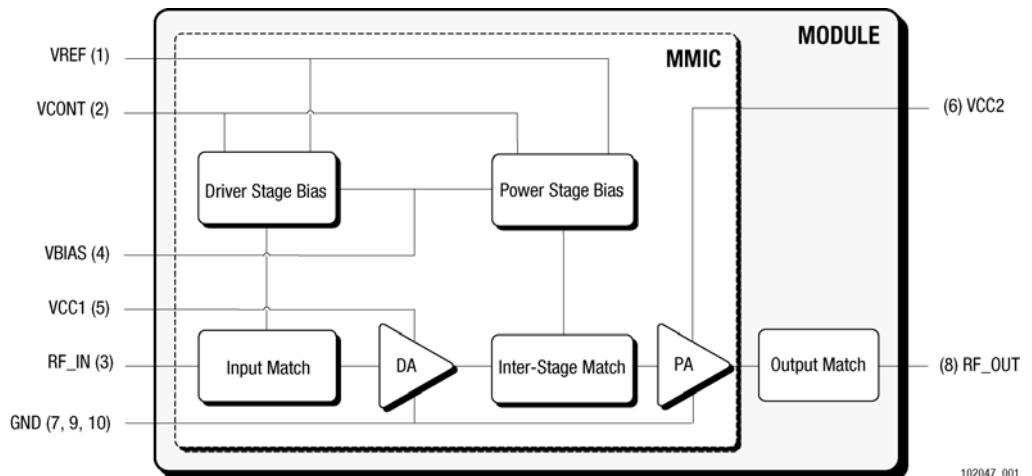 MODULE
MMIC
VREF (1)
VCONT (2)
(6) VCC2
Driver Stage Bias
Power Stage Bias
VBIAS (4)
VCC1 (5)
RF_IN (3)
Input Match
DA
Inter-Stage Match
PA
Output Match
(8) RF_OUT
GND (7, 9, 10)
102047_001